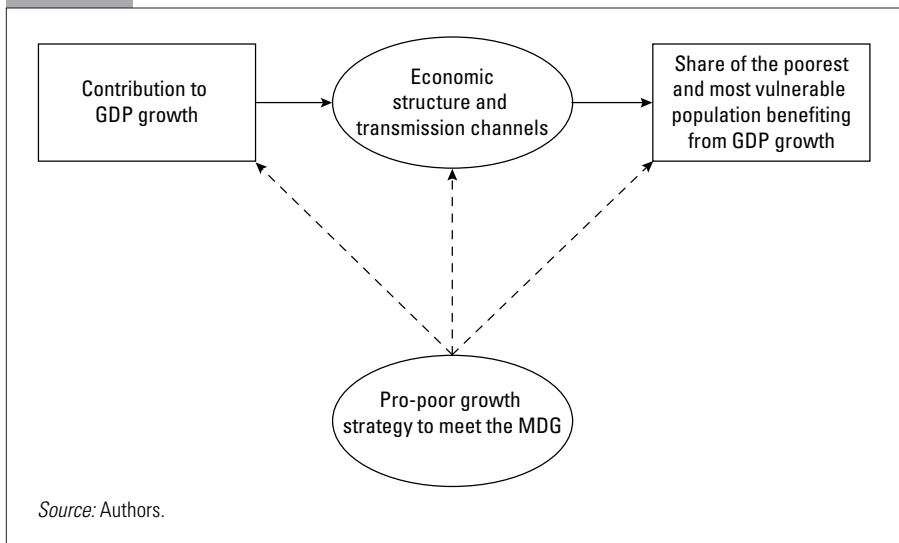 Contribution to
GDP growth
Economic
structure and
transmission channels
Share of the poorest
and most vulnerable
population benefiting
from GDP growth
Pro-poor growth
strategy to meet the MDG
Source: Authors.